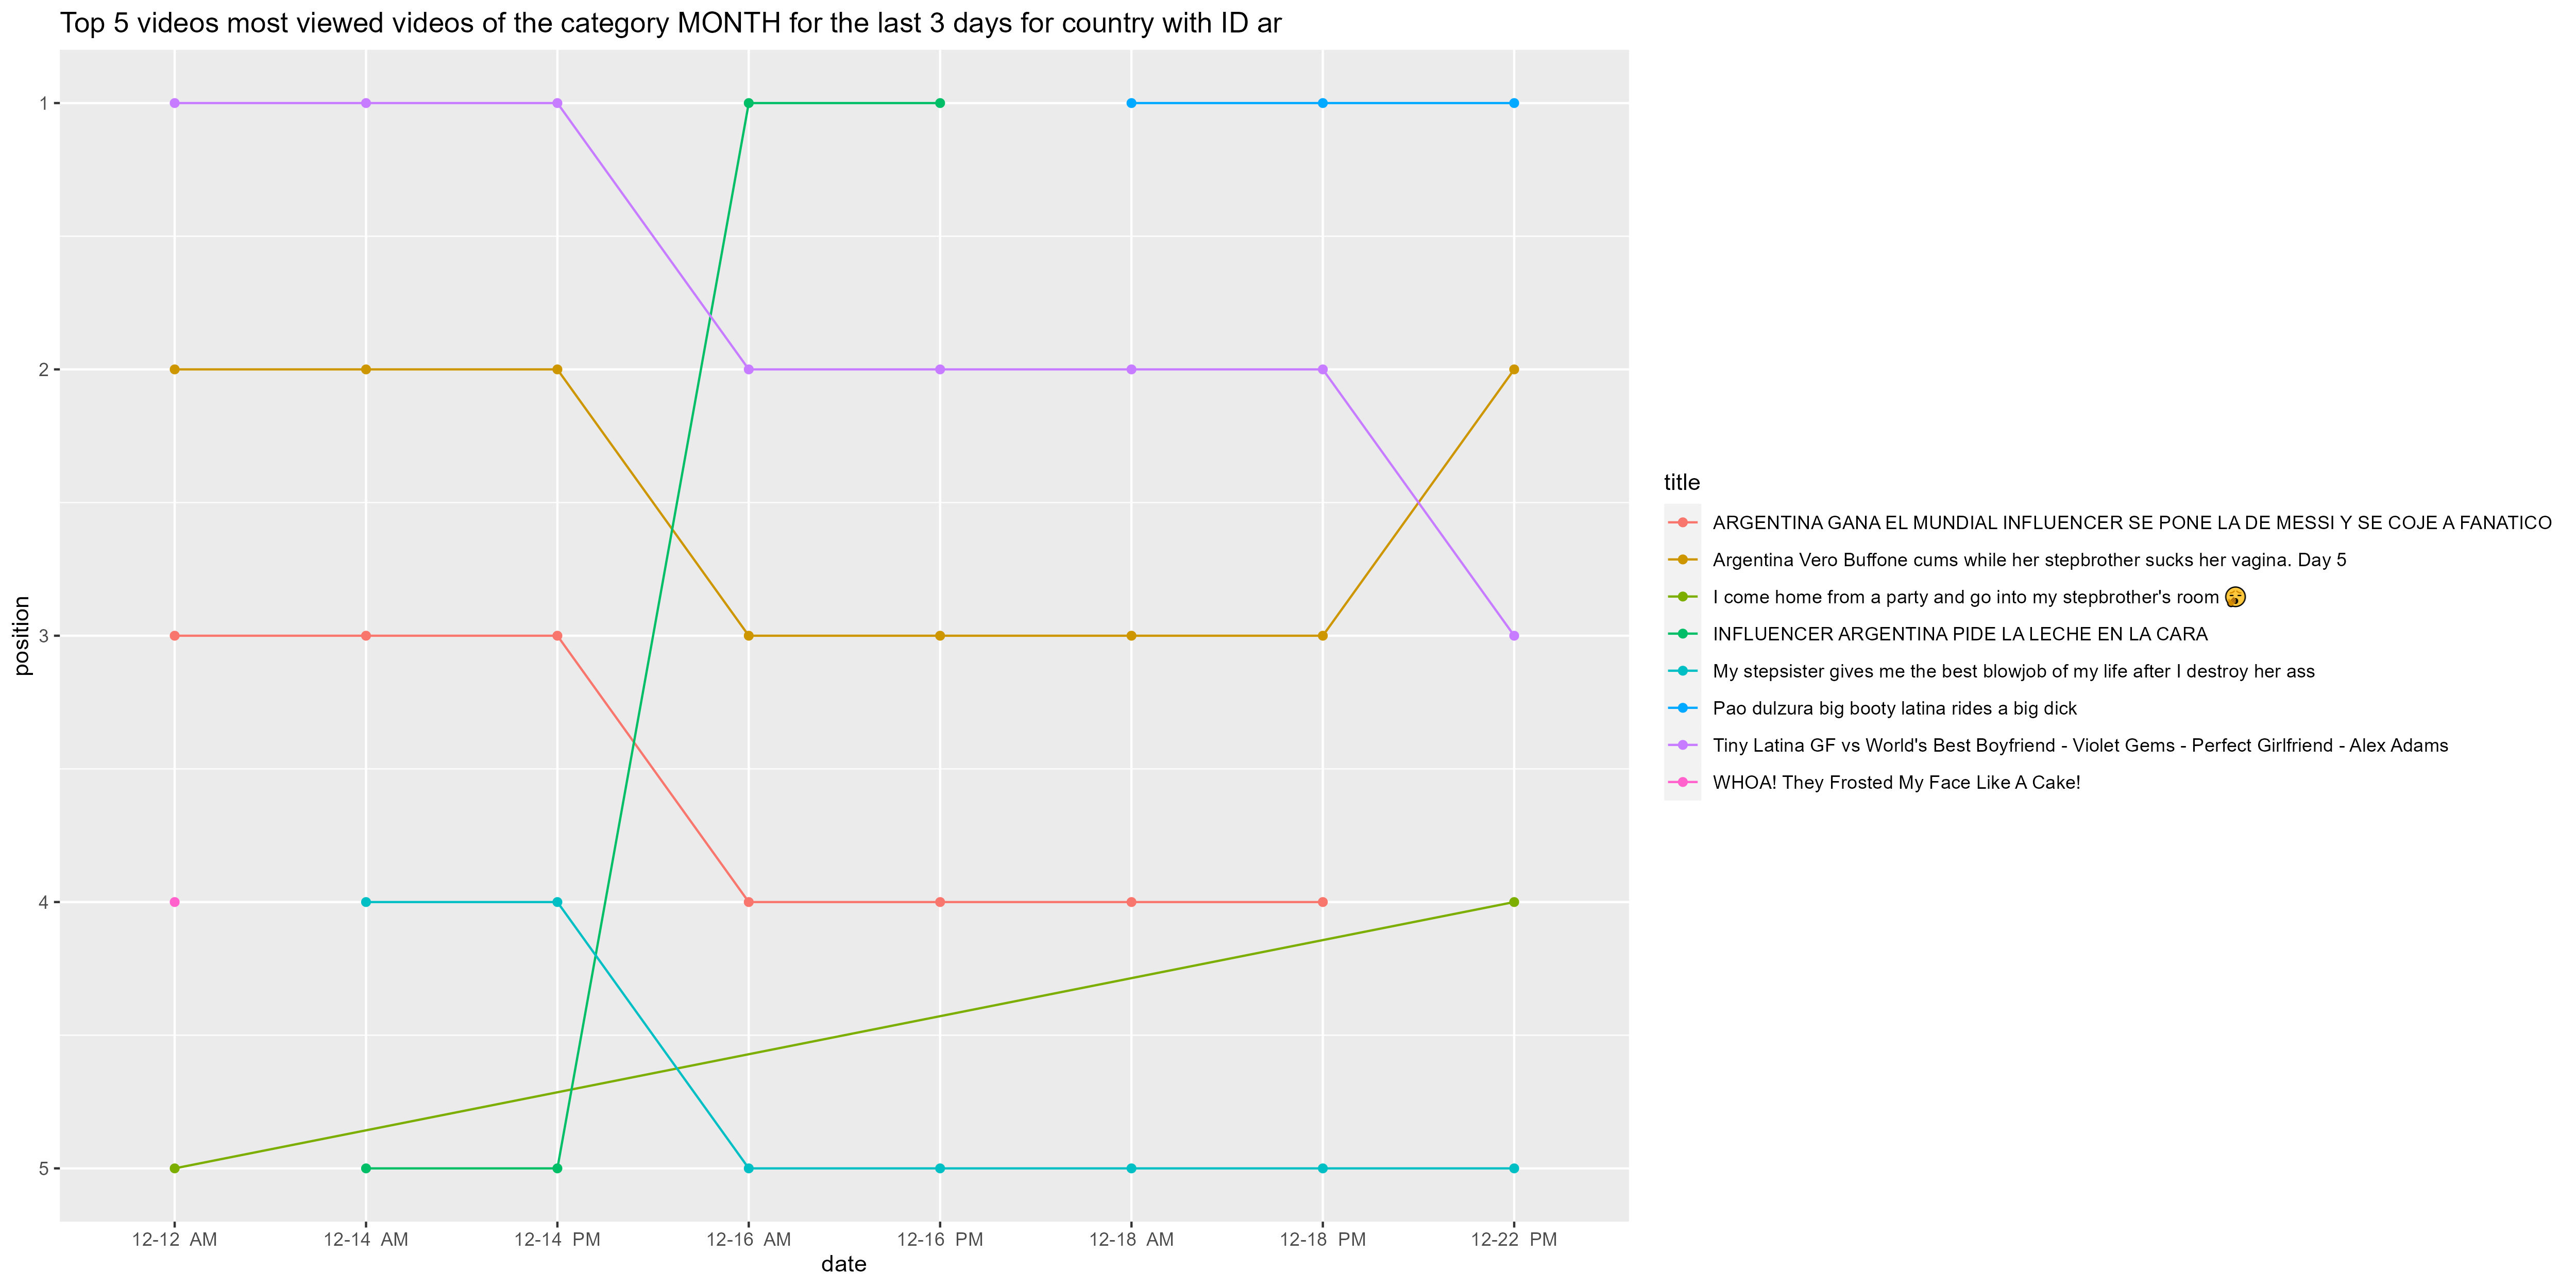 Top 5 videos most viewed videos of the category MONTH for the last 3 days for country with ID ar
position
1
2
3
4
5
12-12 AM
12-14 AM
12-14 PM
12-16 AM
12-16 PM
12-18 AM
12-18 PM
12-22 PM
date
title
ARGENTINA GANA EL MUNDIAL INFLUENCER SE PONE LA DE MESSI Y SE COJE A FANATICO
Argentina Vero Buffone cums while her stepbrother sucks her vagina. Day 5
I come home from a party and go into my stepbrother's room 🥱
INFLUENCER ARGENTINA PIDE LA LECHE EN LA CARA
My stepsister gives me the best blowjob of my life after I destroy her ass
Pao dulzura big booty latina rides a big dick
Tiny Latina GF vs World's Best Boyfriend - Violet Gems - Perfect Girlfriend - Alex Adams
WHOA! They Frosted My Face Like A Cake!